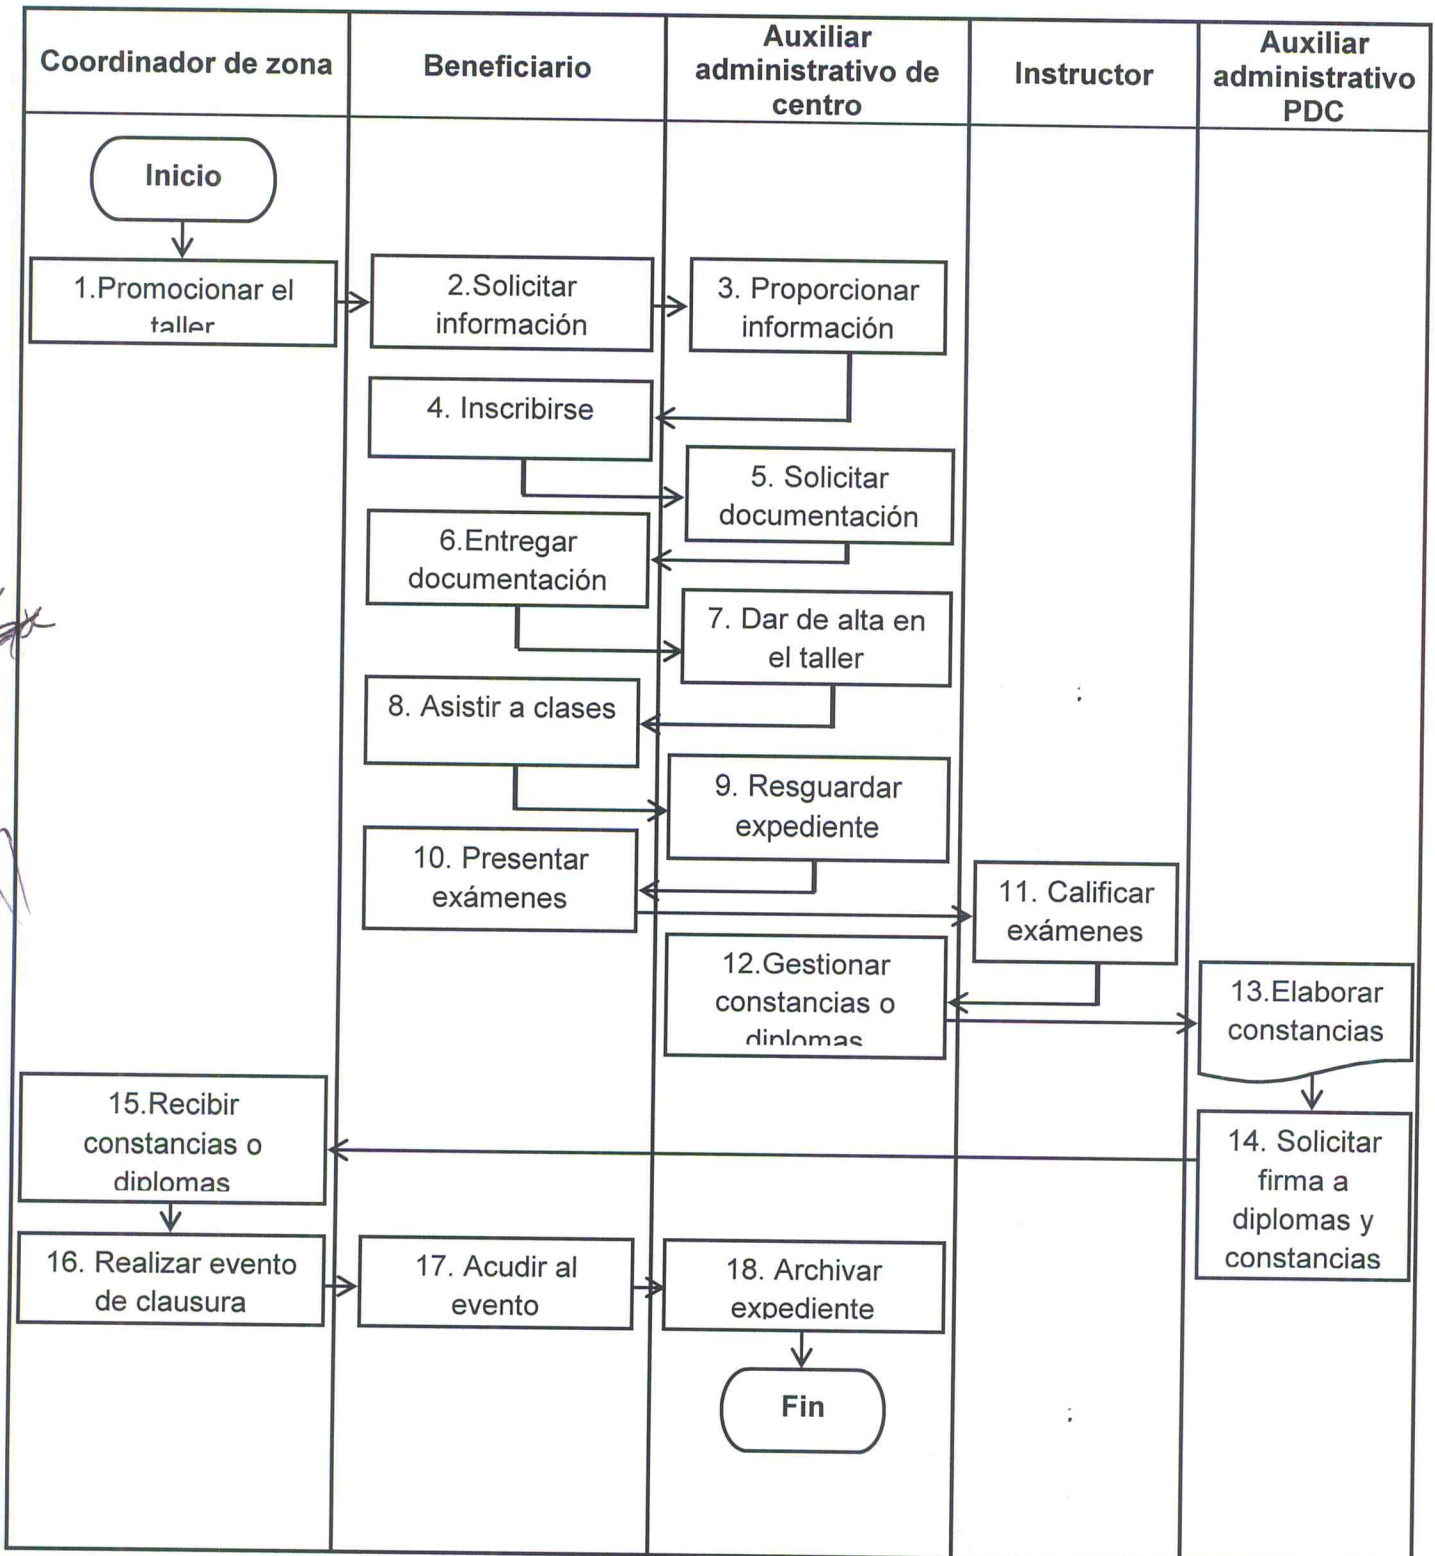 Coordinador de zona
Beneficiario
Auxiliar
administrativo de
centro
Instructor
Auxiliar
administrativo
PDC
Inicio
1.Promocionar el
taller
2.Solicitar
información
3. Proporcionar
información
4. Inscribirse
5. Solicitar
documentación
6.Entregar
documentación
7. Dar de alta en
el taller
8. Asistir a clases
9. Resguardar
expediente
10. Presentar
exámenes
11. Calificar
exámenes
12.Gestionar
constancias o
diplomas
13.Elaborar
constancias
14. Solicitar
firma a
diplomas y
constancias
15.Recibir
constancias o
diplomas
16. Realizar evento
de clausura
17. Acudir al
evento
18. Archivar
expediente
Fin